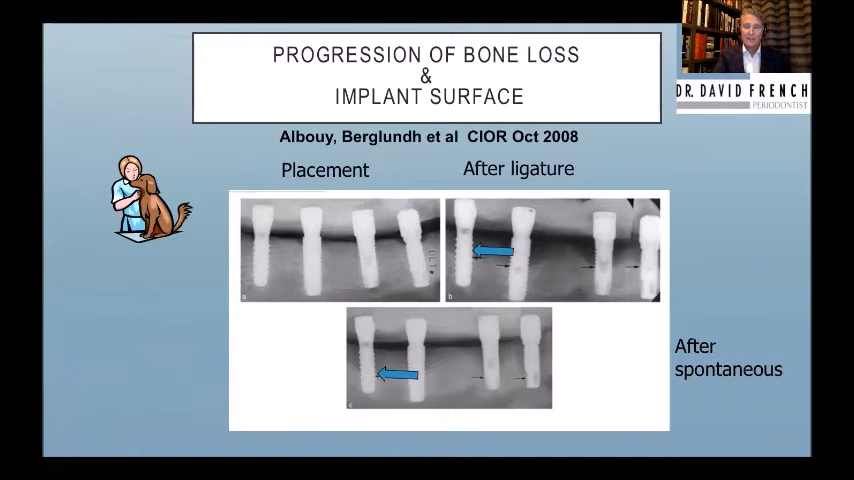 PROGRESSION OF BONE LOSS
&
IMPLANT SURFACE
DR. DAVID FRENCH
PERIODONTIST
Albouy, Berglundh et al CIOR Oct 2008
Placement
After ligature
a
b
After
spontaneous
c